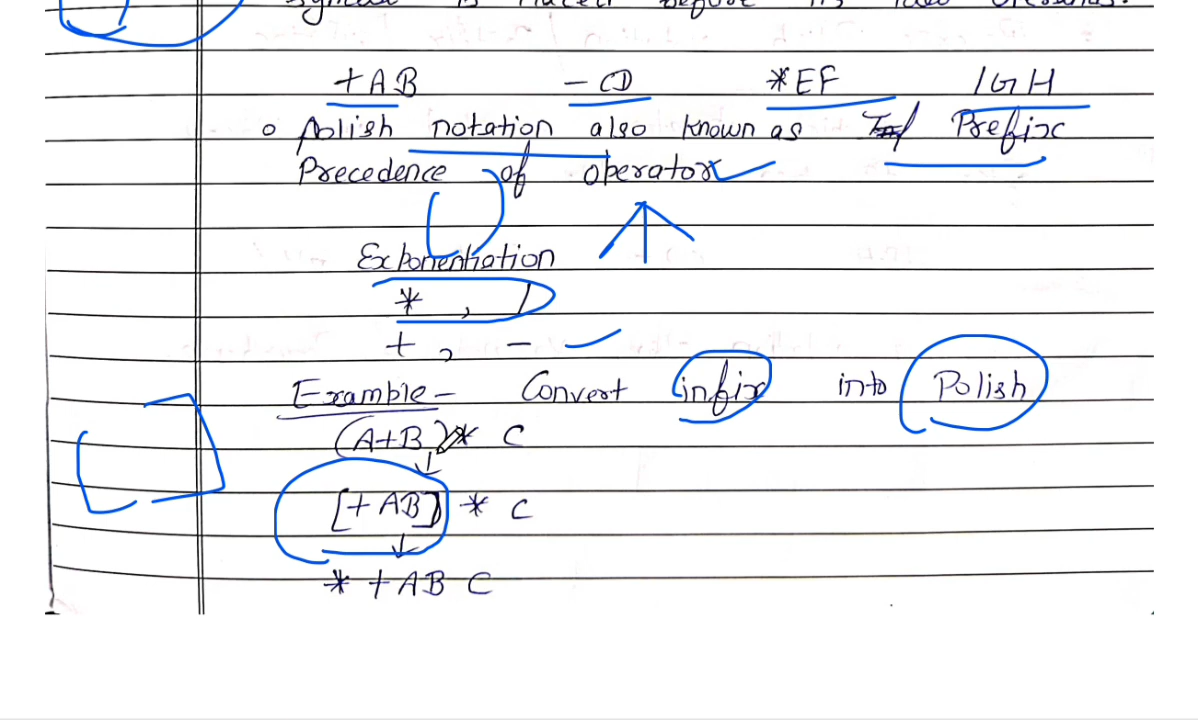 +AB -CD *EF /GH
○ Polish notation also known as Prefix
Precedence of operator
Exponentiation
*, /
+, -
Example - Convert infix into Polish
(A+B)* C
[+AB] * C
* +AB C